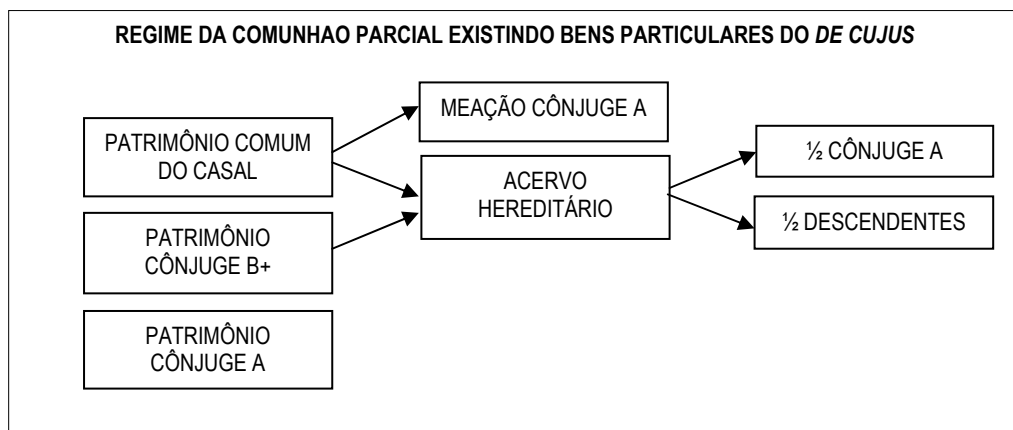 REGIME DA COMUNHAO PARCIAL EXISTINDO BENS PARTICULARES DO DE CUJUS
PATRIMÔNIO COMUM
DO CASAL
PATRIMÔNIO
CÔNJUGE B+
PATRIMÔNIO
CÔNJUGE A
MEAÇÃO CÔNJUGE A
ACERVO
HEREDITÁRIO
½ CÔNJUGE A
½ DESCENDENTES